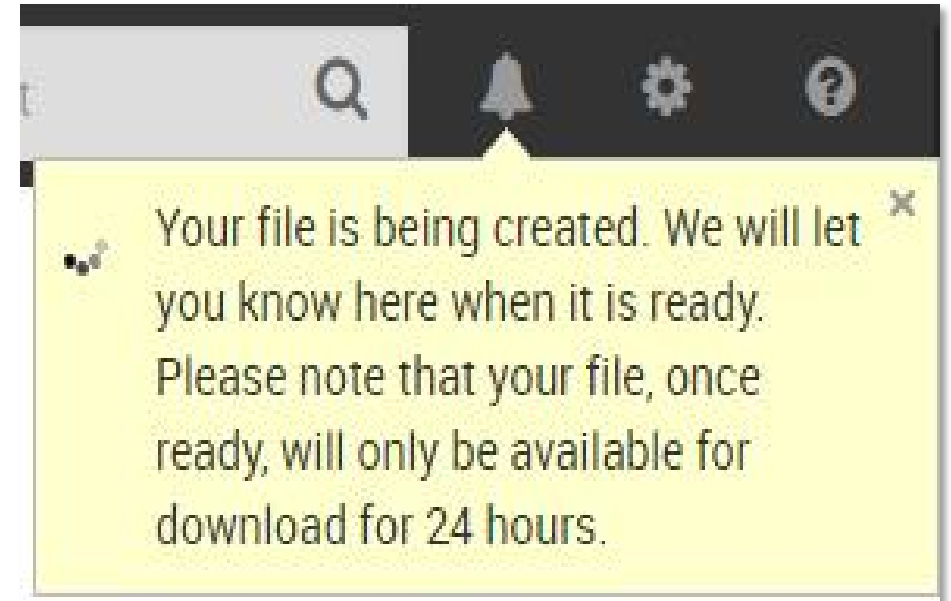 t
Your file is being created. We will let
you know here when it is ready.
Please note that your file, once
ready, will only be available for
download for 24 hours.